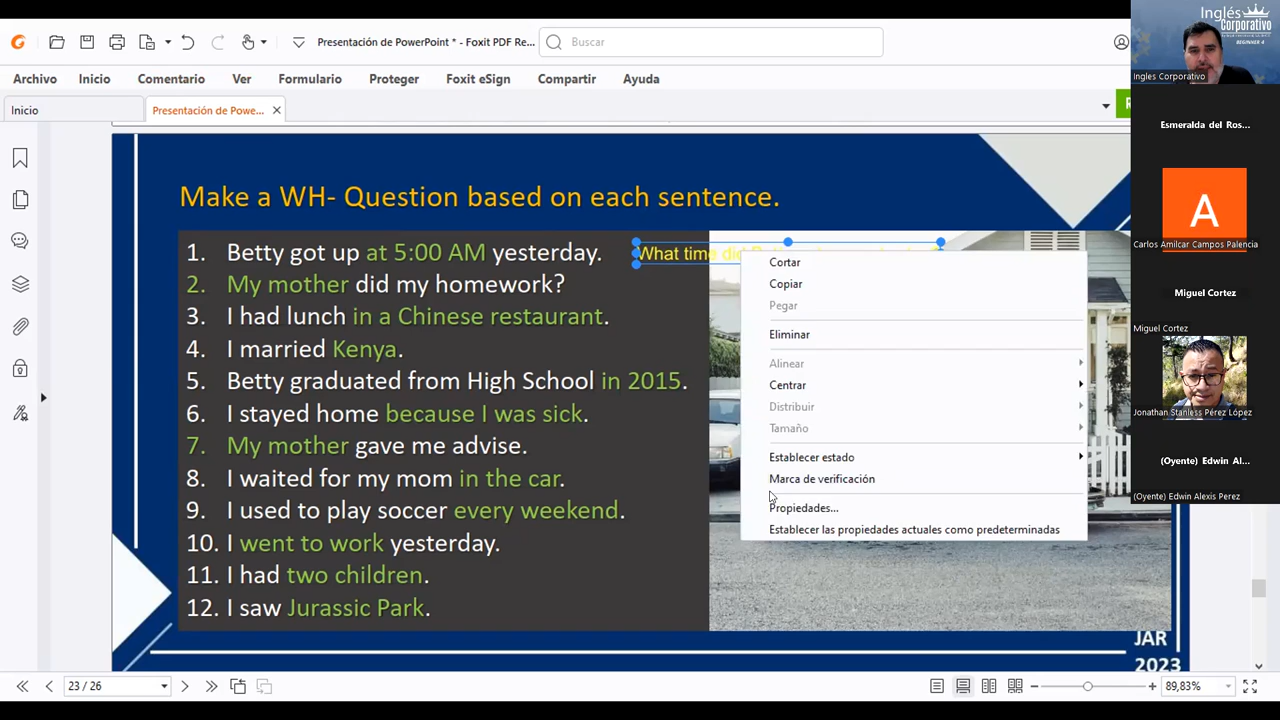 Presentación de PowerPoint * - Foxit PDF Re...
Buscar
Archivo
Inicio
Comentario
Ver
Formulario
Proteger
Foxit eSign
Compartir
Ayuda
Inicio
Presentación de Powe...
Make a WH- Question based on each sentence.
1. Betty got up at 5:00 AM yesterday.
What time did
2. My mother did my homework?
3. I had lunch in a Chinese restaurant.
4. I married Kenya.
5. Betty graduated from High School in 2015.
6. I stayed home because I was sick.
7. My mother gave me advise.
8. I waited for my mom in the car.
9. I used to play soccer every weekend.
10. I went to work yesterday.
11. I had two children.
12. I saw Jurassic Park.
Cortar
Copiar
Pegar
Eliminar
Alinear
Centrar
Distribuir
Tamaño
Establecer estado
Marca de verificación
Propiedades...
Establecer las propiedades actuales como predeterminadas
JAR
2023
23 / 26
89,83%
Inglés
Corporativo
BEGINNER 4
Ingles Corporativo
Esmeralda del Ros...
A
Carlos Amilcar Campos Palencia
Miguel Cortez
Miguel Cortez
Jonathan Stanless Pérez López
(Oyente) Edwin Al...
(Oyente) Edwin Alexis Perez